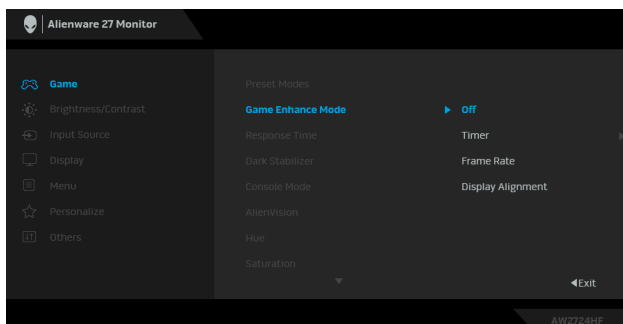 Alienware 27 Monitor
Game
Brightness/Contrast
Input Source
Display
Menu
Personalize
Others
Preset Modes
Game Enhance Mode
Response Time
Dark Stabilizer
Console Mode
AlienVision
Hue
Saturation
Off
Timer
Frame Rate
Display Alignment
Exit
AW2724HF